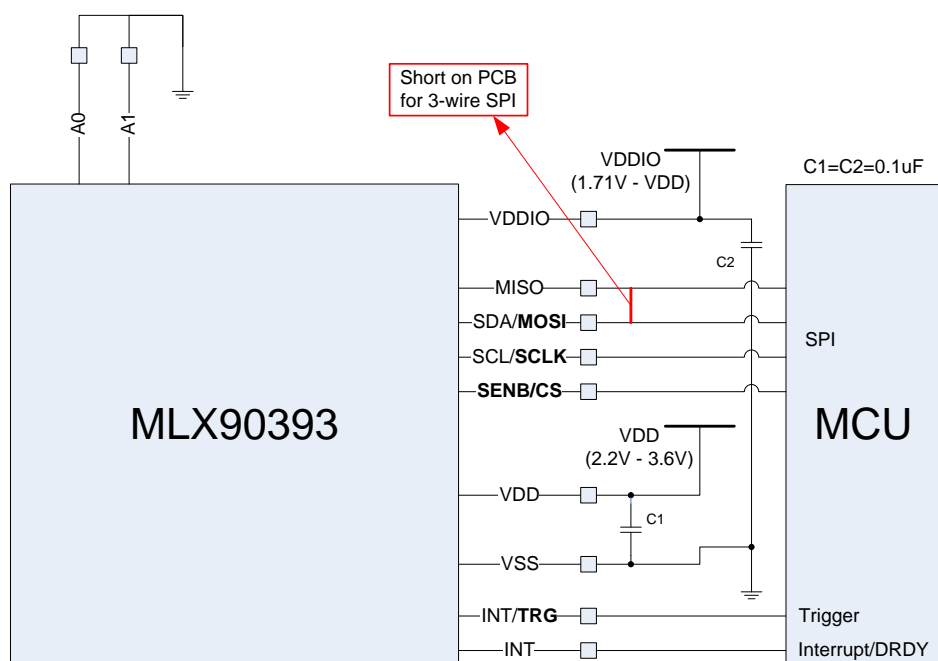 A0
A1
Short on PCB
for 3-wire SPI
VDDIO
(1.71V - VDD)
C1=C2=0.1uF
VDDIO
C2
MISO
SDA/MOSI
SPI
SCL/SCLK
SENB/CS
MLX90393
MCU
VDD
(2.2V - 3.6V)
VDD
C1
VSS
INT/TRG
Trigger
INT
Interrupt/DRDY